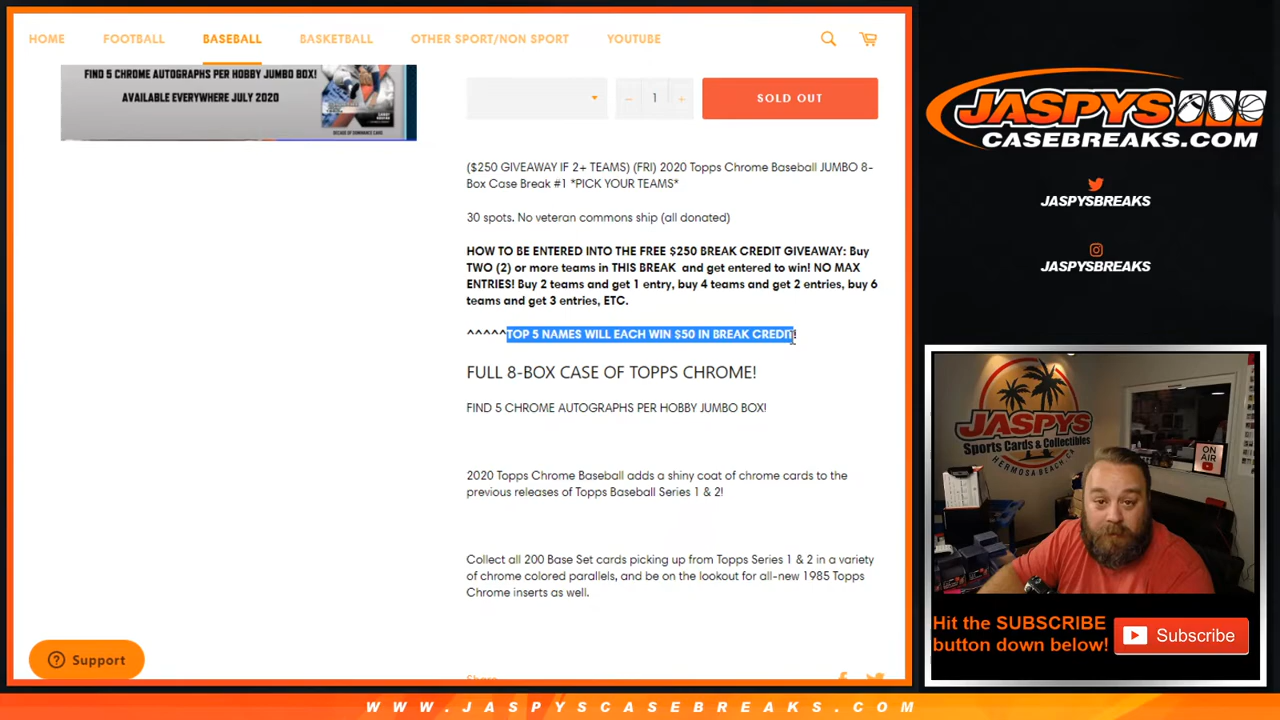 HOME FOOTBALL BASEBALL BASKETBALL OTHER SPORT/NON SPORT YOUTUBE
FIND 5 CHROME AUTOGRAPHS PER HOBBY JUMBO BOX!
AVAILABLE EVERYWHERE JULY 2020
− 1 +
SOLD OUT
($250 GIVEAWAY IF 2+ TEAMS) (FRI) 2020 Topps Chrome Baseball JUMBO 8-
Box Case Break #1 *PICK YOUR TEAMS*
30 spots. No veteran commons ship (all donated)
HOW TO BE ENTERED INTO THE FREE $250 BREAK CREDIT GIVEAWAY: Buy
TWO (2) or more teams in THIS BREAK and get entered to win! NO MAX
ENTRIES! Buy 2 teams and get 1 entry, buy 4 teams and get 2 entries, buy 6
teams and get 3 entries, ETC.
^^^^^TOP 5 NAMES WILL EACH WIN $50 IN BREAK CREDIT!
FULL 8-BOX CASE OF TOPPS CHROME!
FIND 5 CHROME AUTOGRAPHS PER HOBBY JUMBO BOX!
2020 Topps Chrome Baseball adds a shiny coat of chrome cards to the
previous releases of Topps Baseball Series 1 & 2!
Collect all 200 Base Set cards picking up from Topps Series 1 & 2 in a variety
of chrome colored parallels, and be on the lookout for all-new 1985 Topps
Chrome inserts as well.
Share
Support
JASPYS
CASEBREAKS.COM
JASPYSBREAKS
JASPYSBREAKS
JASPYS
Sports Cards & Collectibles
HERMOSA BEACH CA
ON AIR
Hit the SUBSCRIBE
button down below!
Subscribe
WWW.JASPYSCASEBREAKS.COM